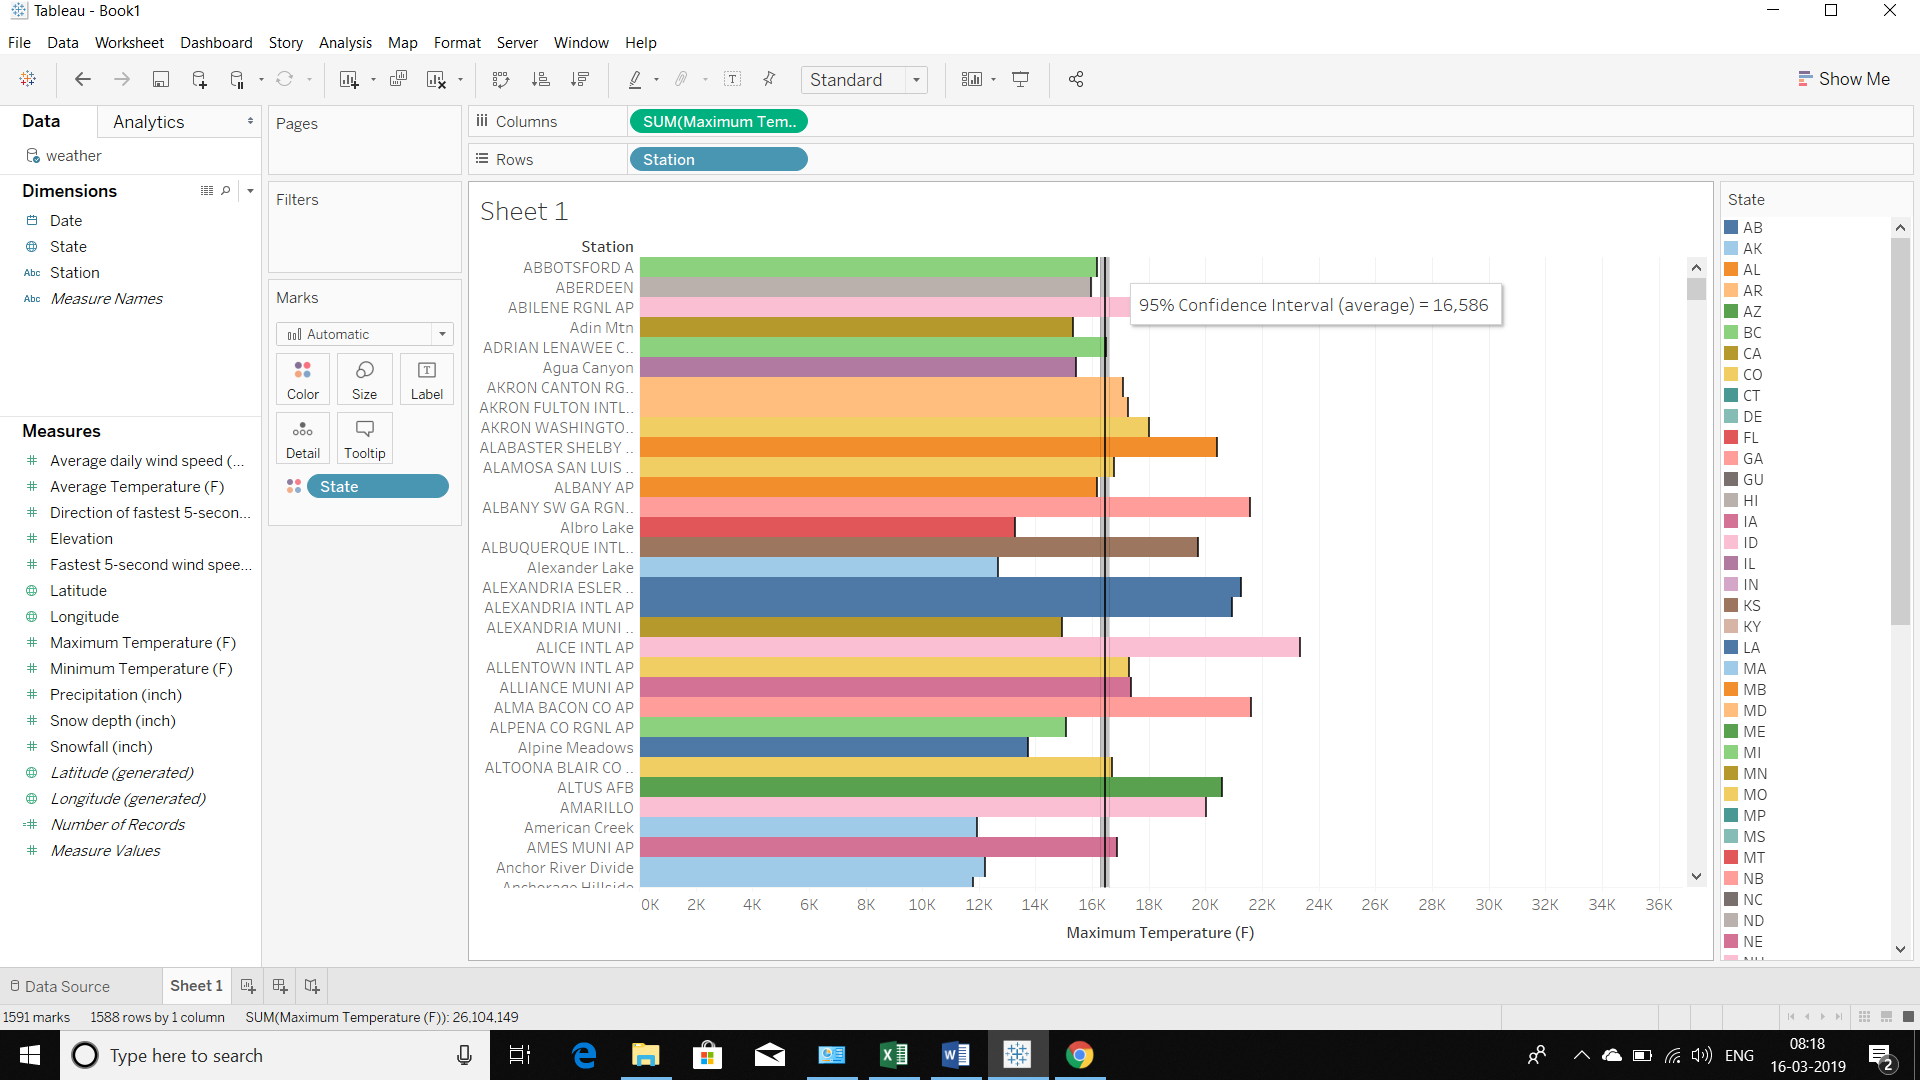 Tableau - Book1
File Data Worksheet Dashboard Story Analysis Map Format Server Window Help
Standard
Show Me
Data Analytics
weather
Dimensions
Date
State
Abc Station
Abc Measure Names
Measures
# Average daily wind speed (...
# Average Temperature (F)
# Direction of fastest 5-secon...
# Elevation
# Fastest 5-second wind spee...
Latitude
Longitude
# Maximum Temperature (F)
# Minimum Temperature (F)
# Precipitation (inch)
# Snow depth (inch)
# Snowfall (inch)
Latitude (generated)
Longitude (generated)
=# Number of Records
# Measure Values
Pages
Filters
Marks
Automatic
Color Size Label
Detail Tooltip
State
Columns SUM(Maximum Tem..
Rows Station
Sheet 1
Station
ABBOTSFORD A
ABERDEEN
ABILENE RGNL AP
Adin Mtn
ADRIAN LENAWEE C..
Agua Canyon
AKRON CANTON RG..
AKRON FULTON INTL..
AKRON WASHINGTO..
ALABASTER SHELBY ..
ALAMOSA SAN LUIS ..
ALBANY AP
ALBANY SW GA RGN..
Albro Lake
ALBUQUERQUE INTL..
Alexander Lake
ALEXANDRIA ESLER ..
ALEXANDRIA INTL AP
ALEXANDRIA MUNI ..
ALICE INTL AP
ALLENTOWN INTL AP
ALLIANCE MUNI AP
ALMA BACON CO AP
ALPENA CO RGNL AP
Alpine Meadows
ALTOONA BLAIR CO ..
ALTUS AFB
AMARILLO
American Creek
AMES MUNI AP
Anchor River Divide
Anchorage Hillside
95% Confidence Interval (average) = 16,586
0K 2K 4K 6K 8K 10K 12K 14K 16K 18K 20K 22K 24K 26K 28K 30K 32K 34K 36K
Maximum Temperature (F)
State
AB
AK
AL
AR
AZ
BC
CA
CO
CT
DE
FL
GA
GU
HI
IA
ID
IL
IN
KS
KY
LA
MA
MB
MD
ME
MI
MN
MO
MP
MS
MT
NB
NC
ND
NE
Data Source Sheet 1
1591 marks 1588 rows by 1 column SUM(Maximum Temperature (F)): 26,104,149
Type here to search
ENG
08:18
16-03-2019
2